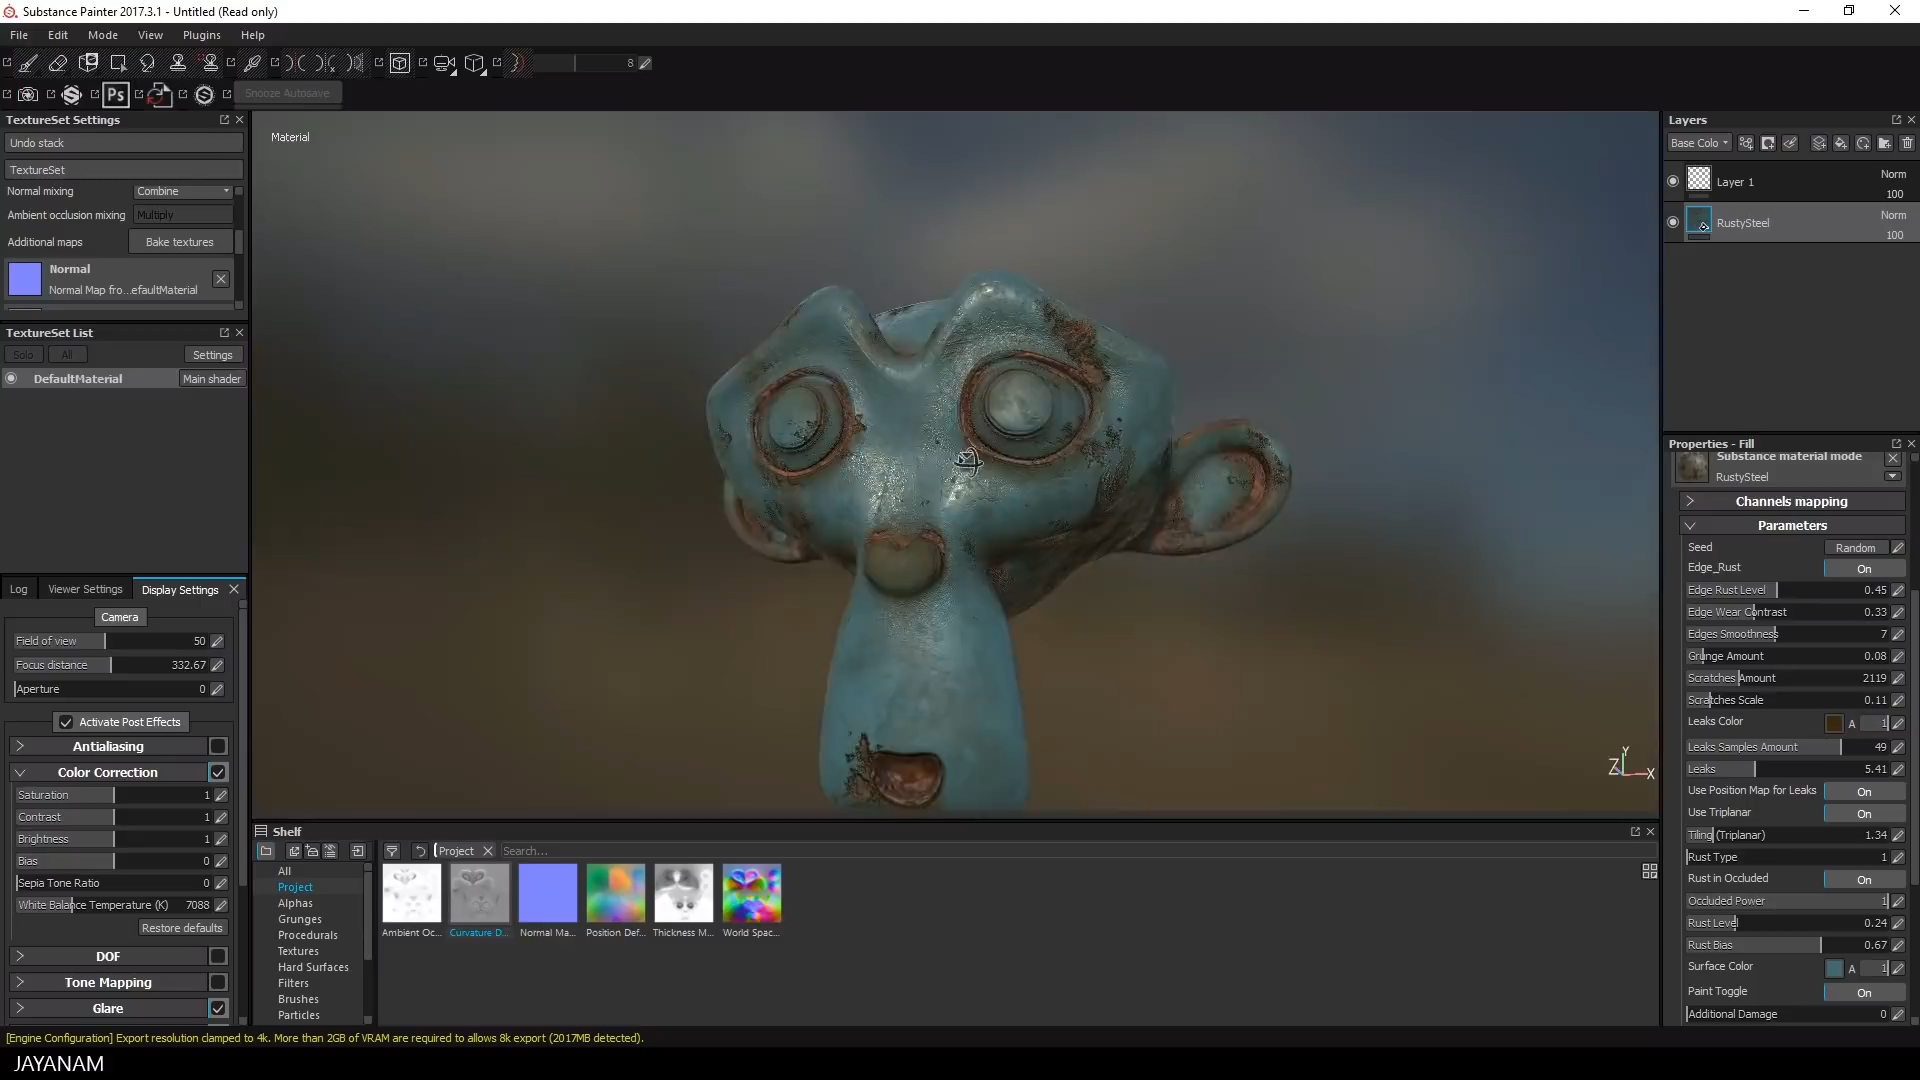 Substance Painter 2017.3.1 - Untitled (Read only)
File Edit Mode View Plugins Help
8
Ps
Snooze Autosave
TextureSet Settings
Undo stack
TextureSet
Normal mixing Combine
Ambient occlusion mixing Multiply
Additional maps Bake textures
Normal
Normal Map fro...efaultMaterial
TextureSet List
Solo All Settings
DefaultMaterial Main shader
Log Viewer Settings Display Settings
Camera
Field of view 50
Focus distance 332.67
Aperture 0
Activate Post Effects
Antialiasing
Color Correction
Saturation 1
Contrast 1
Brightness 1
Bias 0
Sepia Tone Ratio 0
White Balance Temperature (K) 7088
Restore defaults
DOF
Tone Mapping
Glare
Material
Y
Z X
Shelf
Project Search...
All
Project
Alphas
Grunges
Procedurals
Textures
Hard Surfaces
Filters
Brushes
Particles
Ambient Oc... Curvature D... Normal Ma... Position Def... Thickness M... World Spac...
Layers
Base Colo
Layer 1 Norm
100
RustySteel Norm
100
Properties - Fill
Substance material mode
RustySteel
Channels mapping
Parameters
Seed Random
Edge_Rust On
Edge Rust Level 0.45
Edge Wear Contrast 0.33
Edges Smoothness 7
Grunge Amount 0.08
Scratches Amount 2119
Scratches Scale 0.11
Leaks Color A 1
Leaks Samples Amount 49
Leaks 5.41
Use Position Map for Leaks On
Use Triplanar On
Tiling (Triplanar) 1.34
Rust Type 1
Rust in Occluded On
Occluded Power 1
Rust Level 0.24
Rust Bias 0.67
Surface Color A 1
Paint Toggle On
Additional Damage 0
[Engine Configuration] Export resolution clamped to 4k. More than 2GB of VRAM are required to allows 8k export (2017MB detected).
JAYANAM